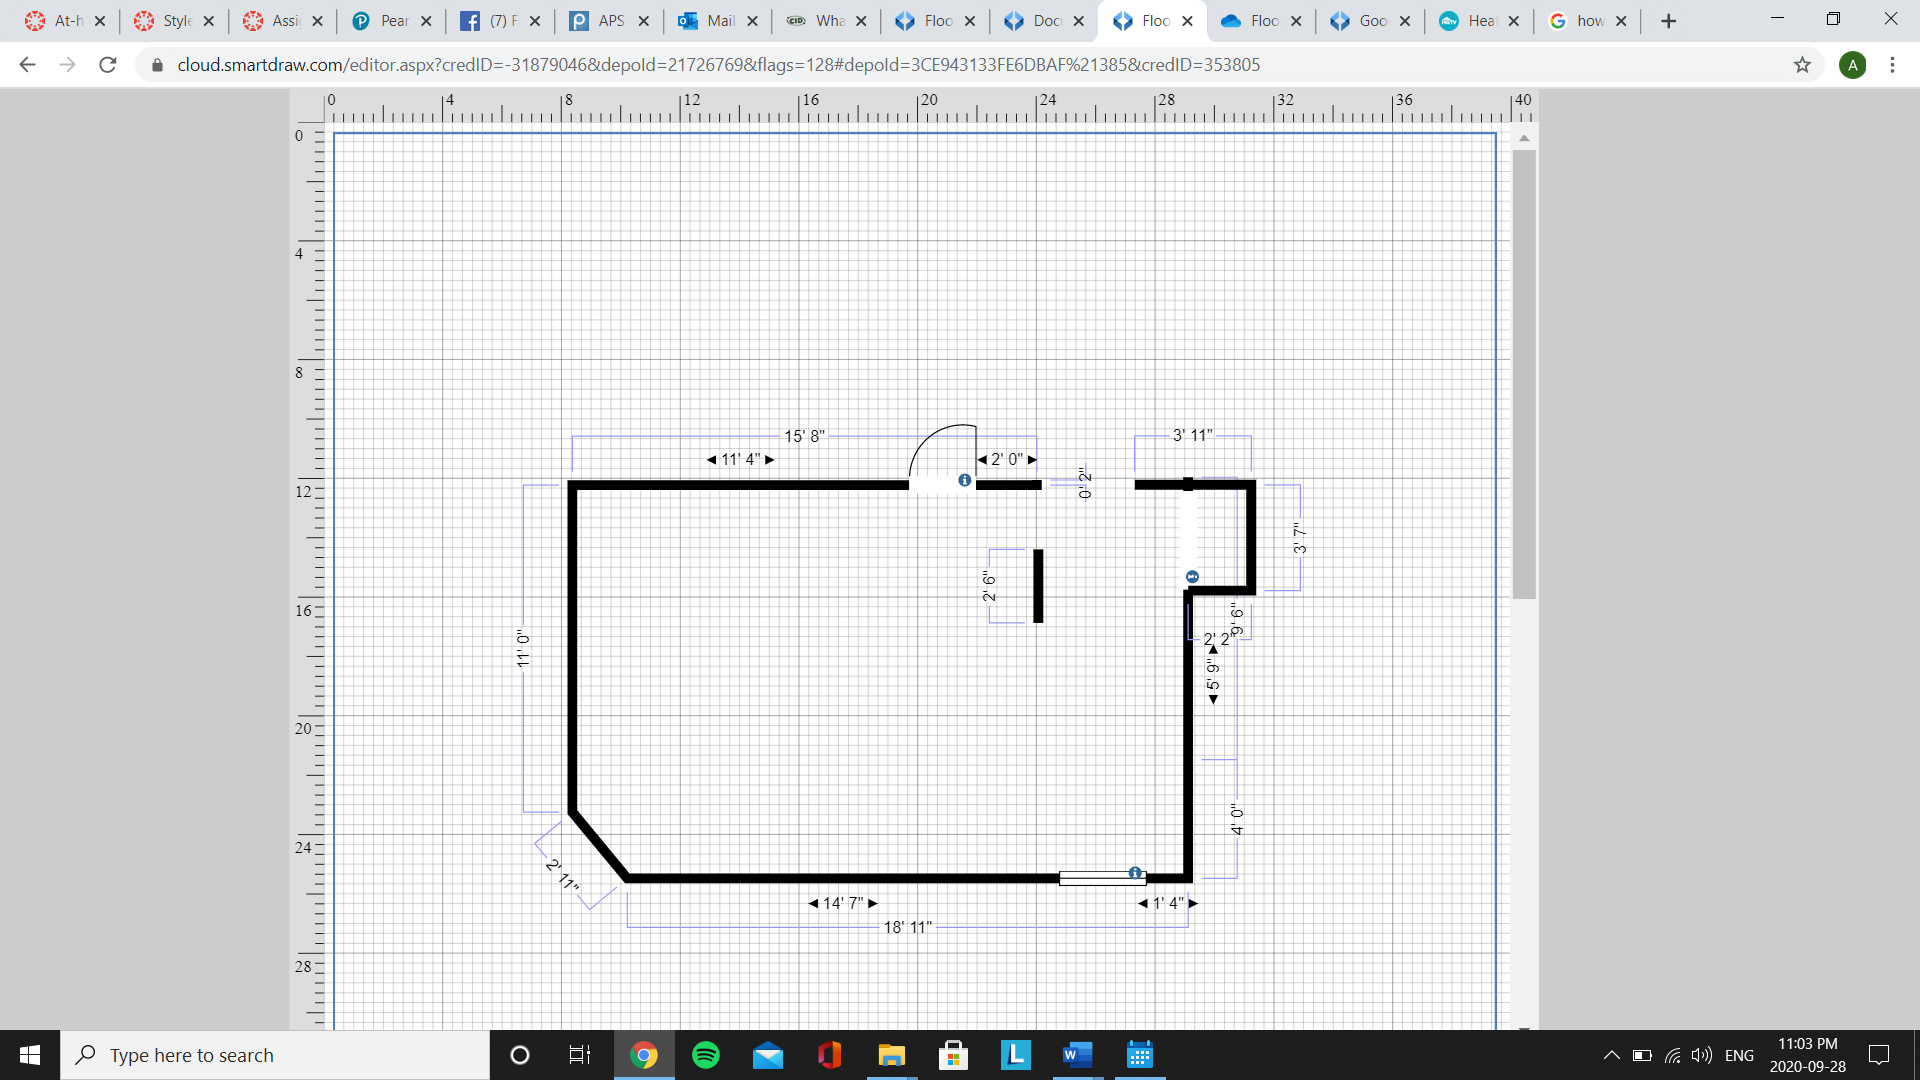 At-h
Style
Assi
Pear
(7) F
APS
Mail
Wha
Floo
Docu
Floo
Floo
Goo
Heat
how
cloud.smartdraw.com/editor.aspx?credID=-31879046&depoId=21726769&flags=128#depoId=3CE943133FE6DBAF%21385&credID=353805
A
0 4 8 12 16 20 24 28 32 36 40
0
4
8
12
16
20
24
28
15' 8"
3' 11"
11' 4"
2' 0"
0' 2"
3' 7"
2' 6"
9' 6"
2' 2"
11' 0"
5' 9"
4' 0"
2' 11"
14' 7"
1' 4"
18' 11"
Type here to search
ENG
11:03 PM
2020-09-28